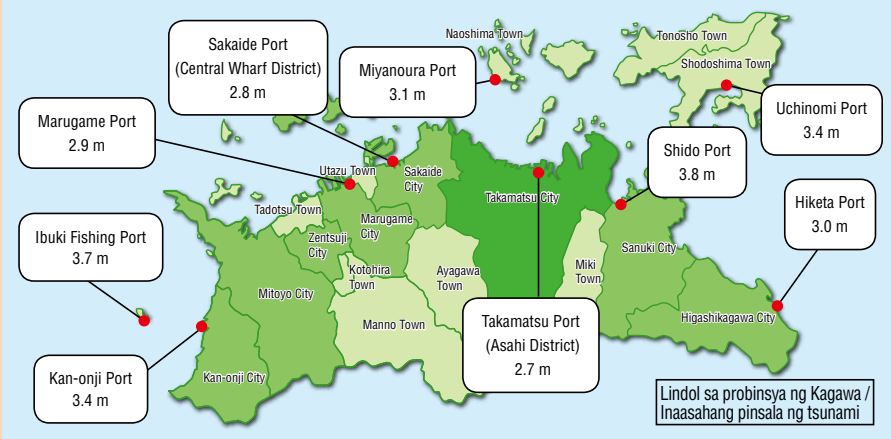 Naoshima Town
Tonosho Town
Shodoshima Town
Sakaide Port
(Central Wharf District)
2.8 m
Miyanoura Port
3.1 m
Uchinomi Port
3.4 m
Marugame Port
2.9 m
Shido Port
3.8 m
Utazu Town
Sakaide
City
Takamatsu City
Tadotsu Town
Marugame
City
Hiketa Port
3.0 m
Ibuki Fishing Port
3.7 m
Zentsuji
City
Sanuki City
Kotohira
Town
Ayagawa
Town
Miki
Town
Mitoyo City
Manno Town
Takamatsu Port
(Asahi District)
2.7 m
Higashikagawa City
Kan-onji Port
3.4 m
Kan-onji City
Lindol sa probinsya ng Kagawa /
Inaasahang pinsala ng tsunami